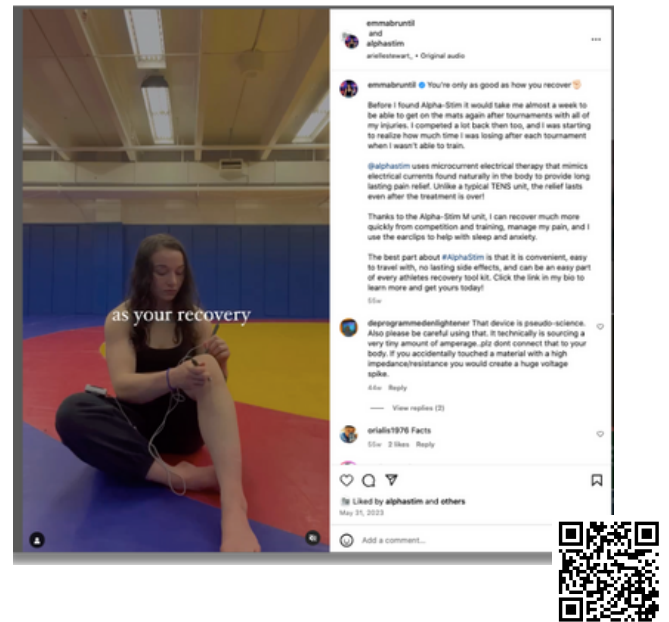 as your recovery
emmabruntil
and
alphastim
ariellestewart_ • Original audio
emmabruntil You're only as good as how you recover
Before I found Alpha-Stim it would take me almost a week to
be able to get on the mats again after tournaments with all of
my injuries. I competed a lot back then too, and I was starting
to realize how much time I was losing after each tournament
when I wasn't able to train.
@alphastim uses microcurrent electrical therapy that mimics
electrical currents found naturally in the body to provide long
lasting pain relief. Unlike a typical TENS unit, the relief lasts
even after the treatment is over!
Thanks to the Alpha-Stim M unit, I can recover much more
quickly from competition and training, manage my pain, and I
use the earclips to help with sleep and anxiety.
The best part about #AlphaStim is that it is convenient, easy
to travel with, no lasting side effects, and can be an easy part
of every athletes recovery tool kit. Click the link in my bio to
learn more and get yours today!
55w
deprogrammedenlightener That device is pseudo-science.
Also please be careful using that. It technically is sourcing a
very tiny amount of amperage..plz dont connect that to your
body. If you accidentally touched a material with a high
impedance/resistance you would create a huge voltage
spike.
44w Reply
View replies (2)
orialis1976 Facts
55w 2 likes Reply
Liked by alphastim and others
May 31, 2023
Add a comment...